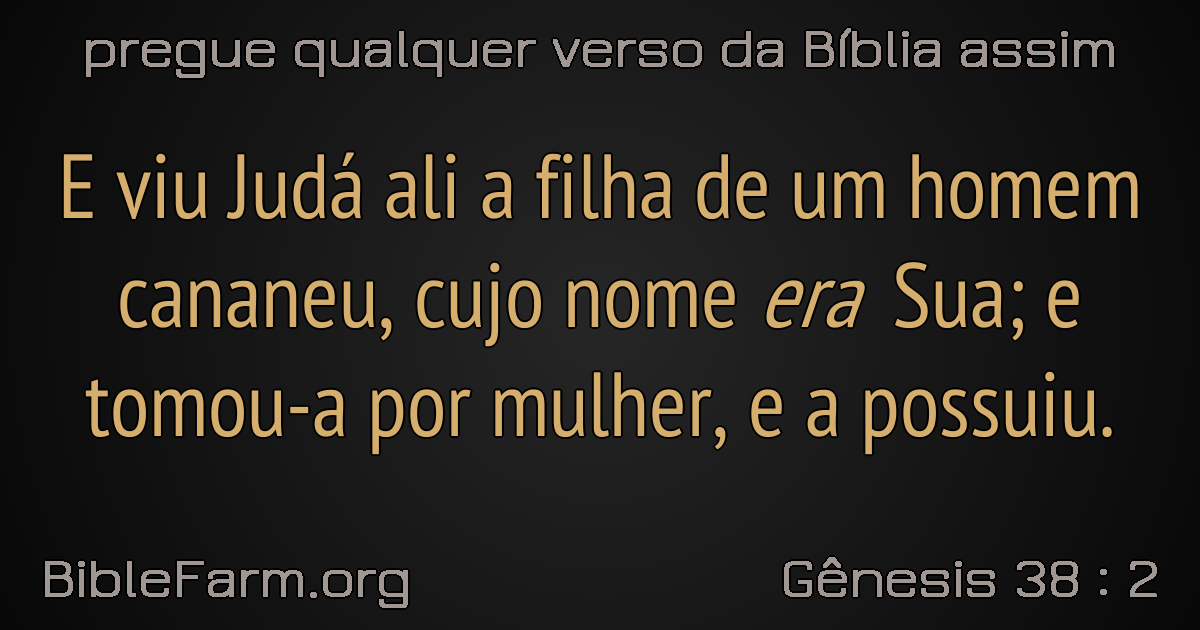 pregue qualquer verso da Bíblia assim
E viu Judá ali a filha de um homem
cananeu, cujo nome era Sua; e
tomou-a por mulher, e a possuiu.
BibleFarm.org
Gênesis 38 : 2